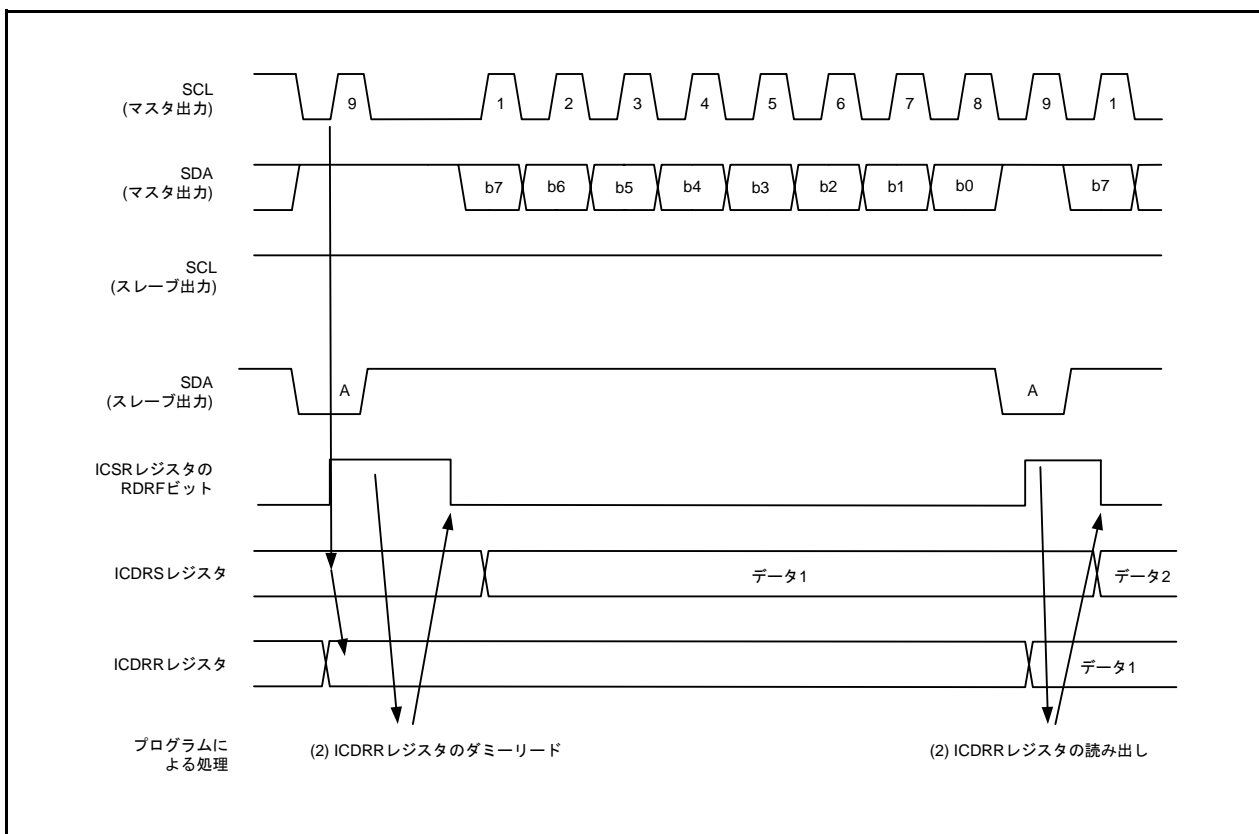 SCL
(マスタ出力)
9 1 2 3 4 5 6 7 8 9 1
SDA
(マスタ出力)
b7 b6 b5 b4 b3 b2 b1 b0 b7
SCL
(スレーブ出力)
SDA
(スレーブ出力)
A A
ICSRレジスタの
RDRFビット
ICDRSレジスタ
データ1 データ2
ICDRRレジスタ
データ1
プログラムに
よる処理
(2) ICDRRレジスタのダミーリード (2) ICDRRレジスタの読み出し